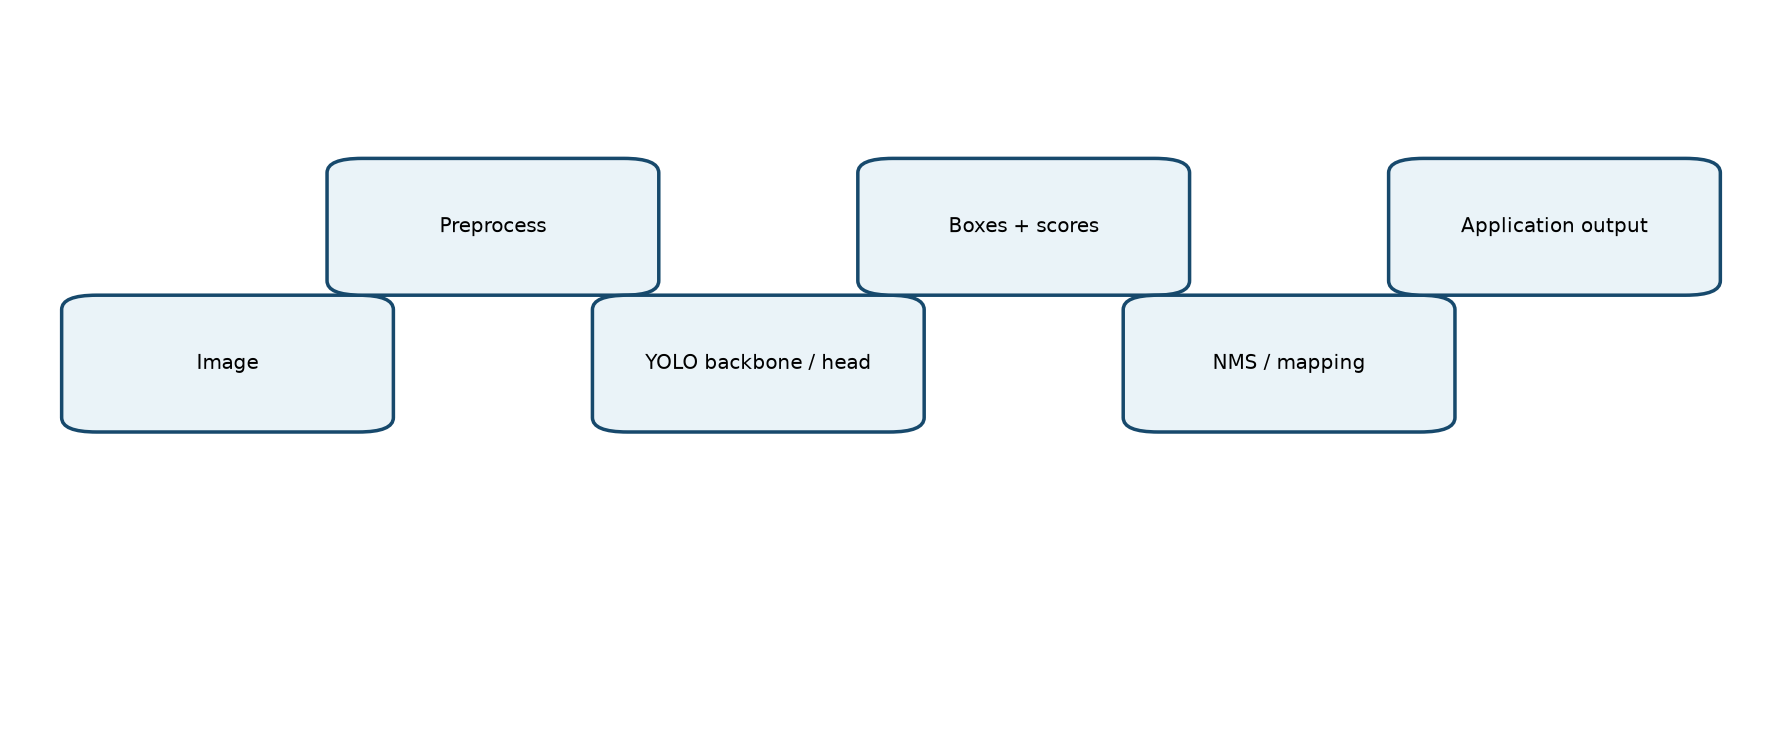 Preprocess
Boxes + scores
Application output
Image
YOLO backbone / head
NMS / mapping